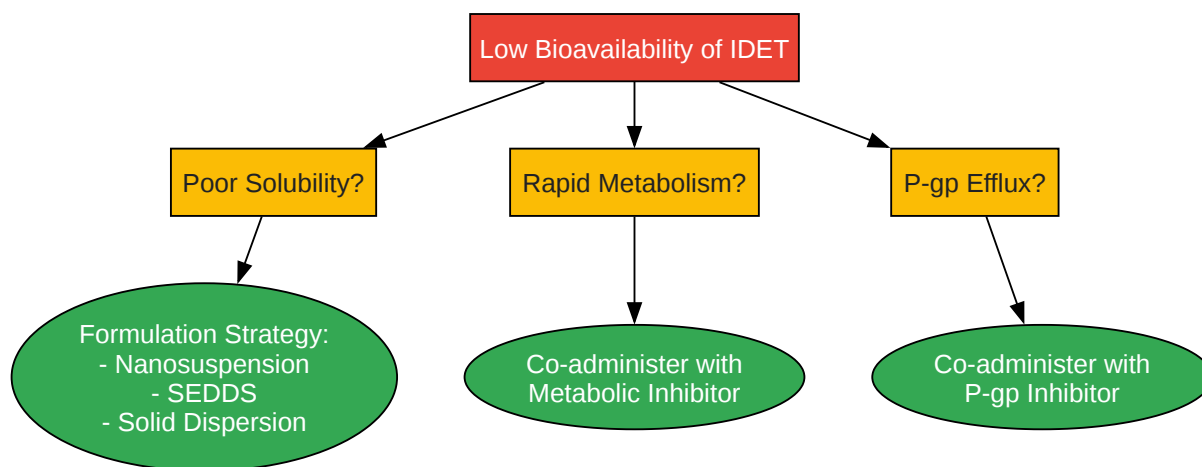 Low Bioavailability of IDET
Poor Solubility?
Rapid Metabolism?
P-gp Efflux?
Formulation Strategy:
- Nanosuspension
- SEDDS
- Solid Dispersion
Co-administer with
Metabolic Inhibitor
Co-administer with
P-gp Inhibitor